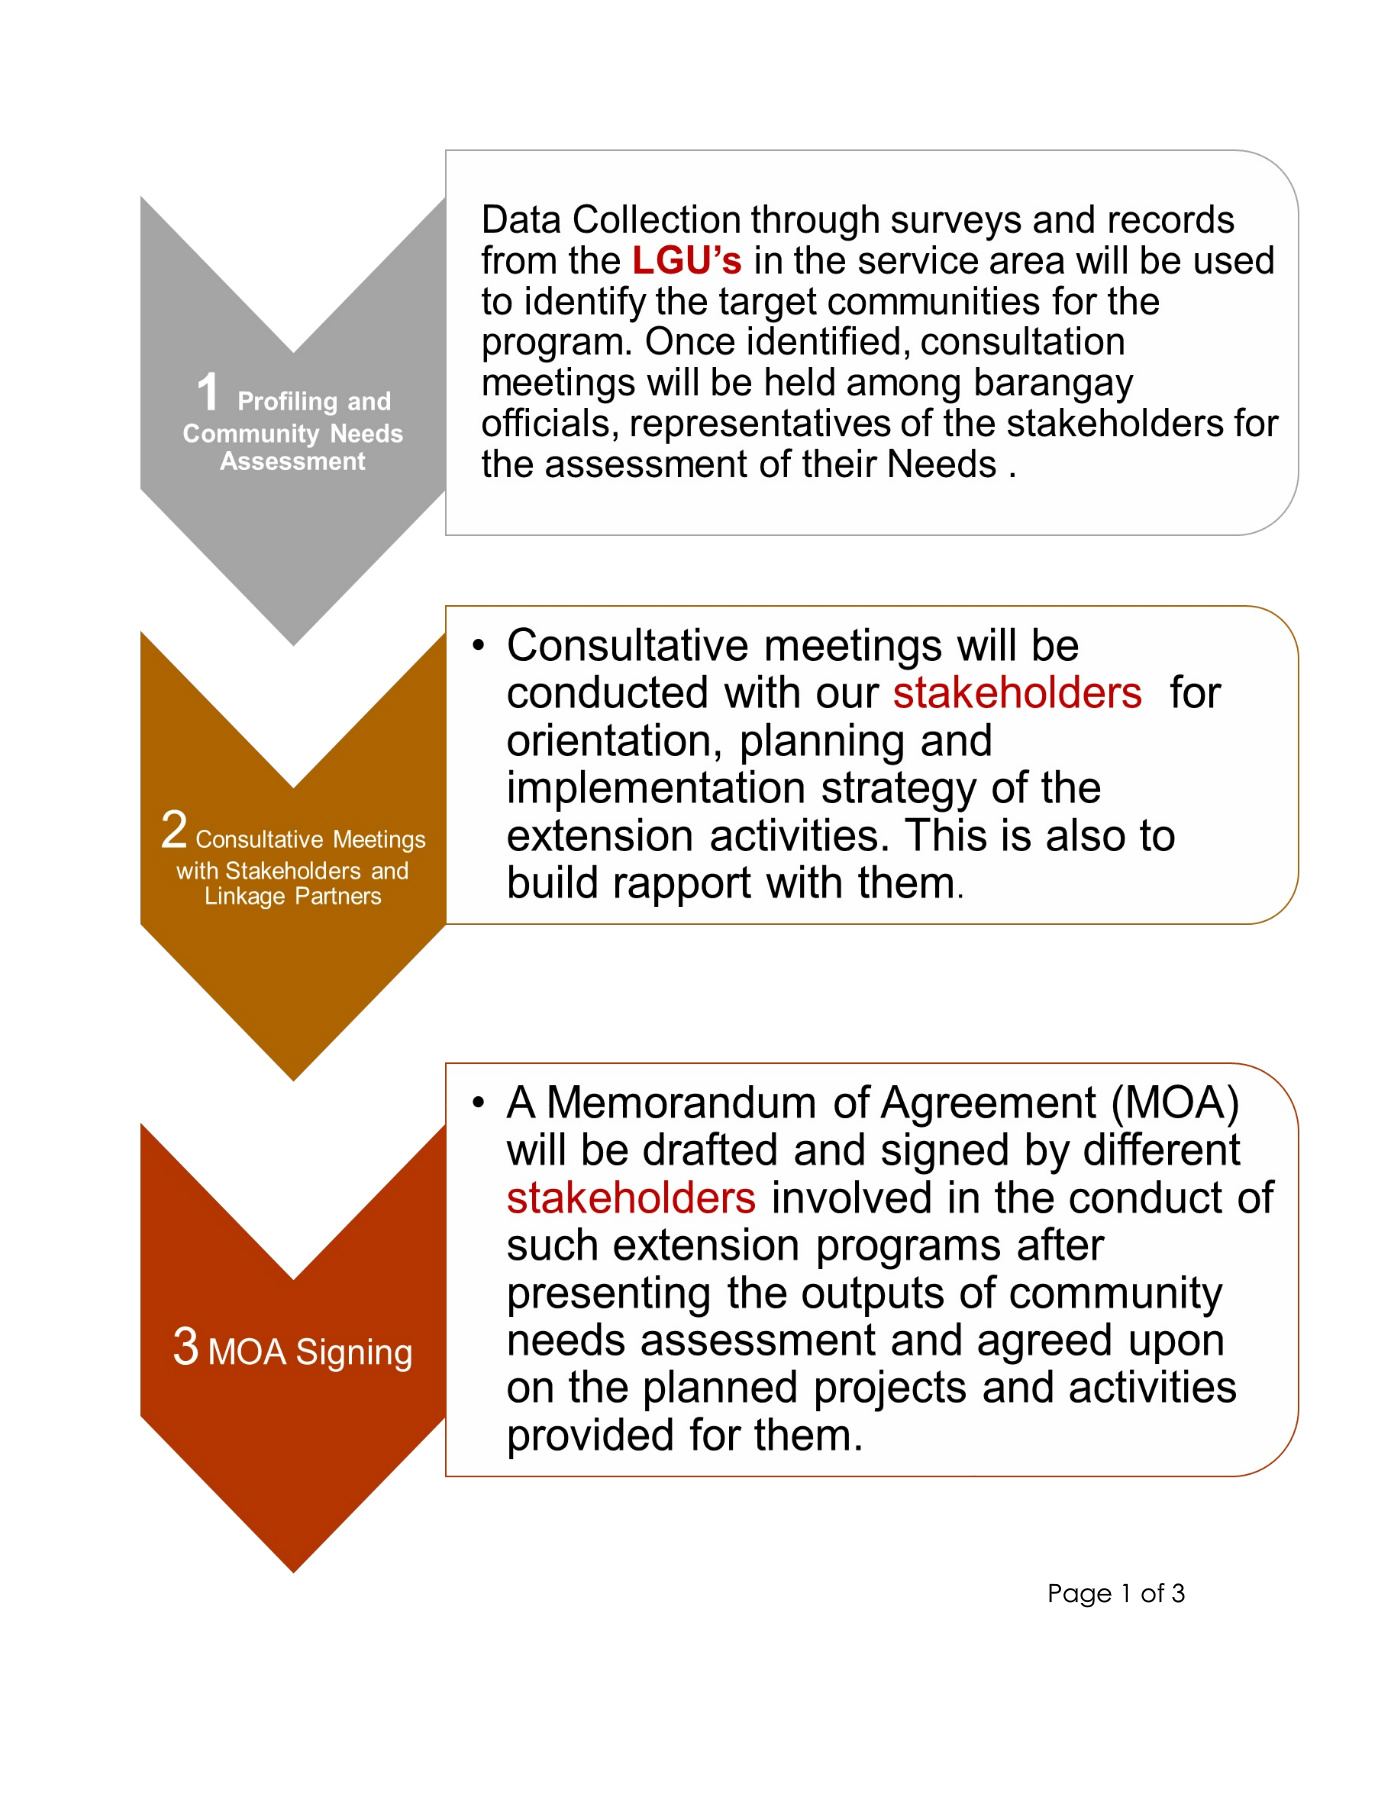 1 Profiling and
Community Needs
Assessment
Data Collection through surveys and records
from the LGU’s in the service area will be used
to identify the target communities for the
program. Once identified, consultation
meetings will be held among barangay
officials, representatives of the stakeholders for
the assessment of their Needs .
2 Consultative Meetings
with Stakeholders and
Linkage Partners
• Consultative meetings will be
conducted with our stakeholders for
orientation, planning and
implementation strategy of the
extension activities. This is also to
build rapport with them.
3 MOA Signing
• A Memorandum of Agreement (MOA)
will be drafted and signed by different
stakeholders involved in the conduct of
such extension programs after
presenting the outputs of community
needs assessment and agreed upon
on the planned projects and activities
provided for them.
Page 1 of 3